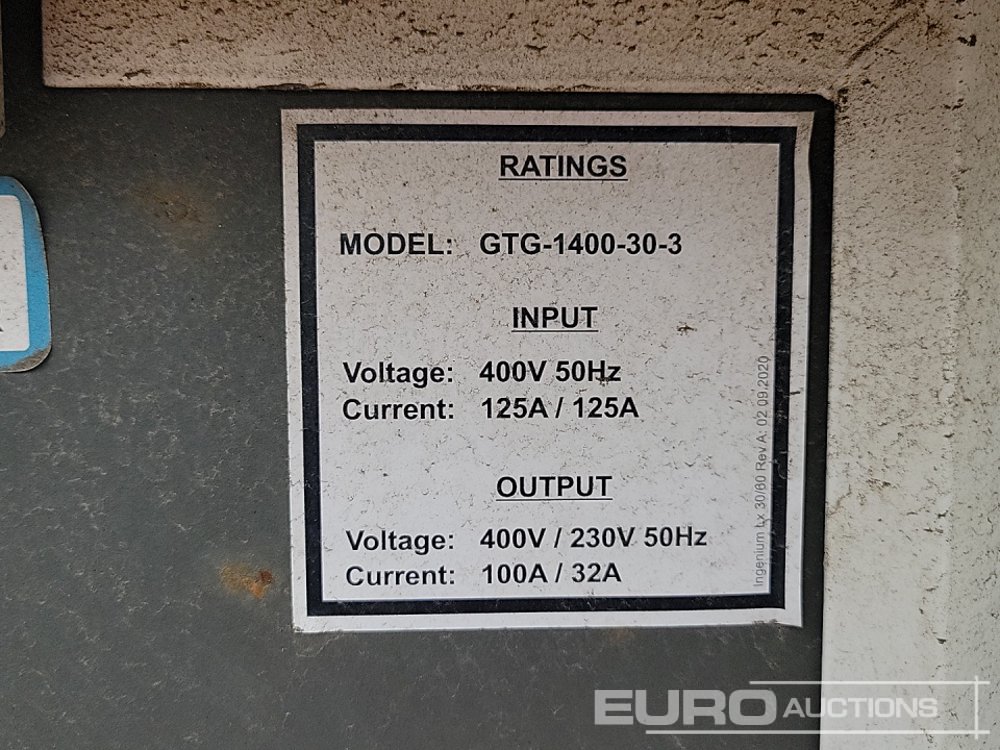 RATINGS
MODEL: GTG-1400-30-3
INPUT
Voltage: 400V 50Hz
Current: 125A / 125A
OUTPUT
Voltage: 400V / 230V 50Hz
Current: 100A / 32A
Ingenium Lx 30/60 Rev A: 02 09.2020
EURO AUCTIONS